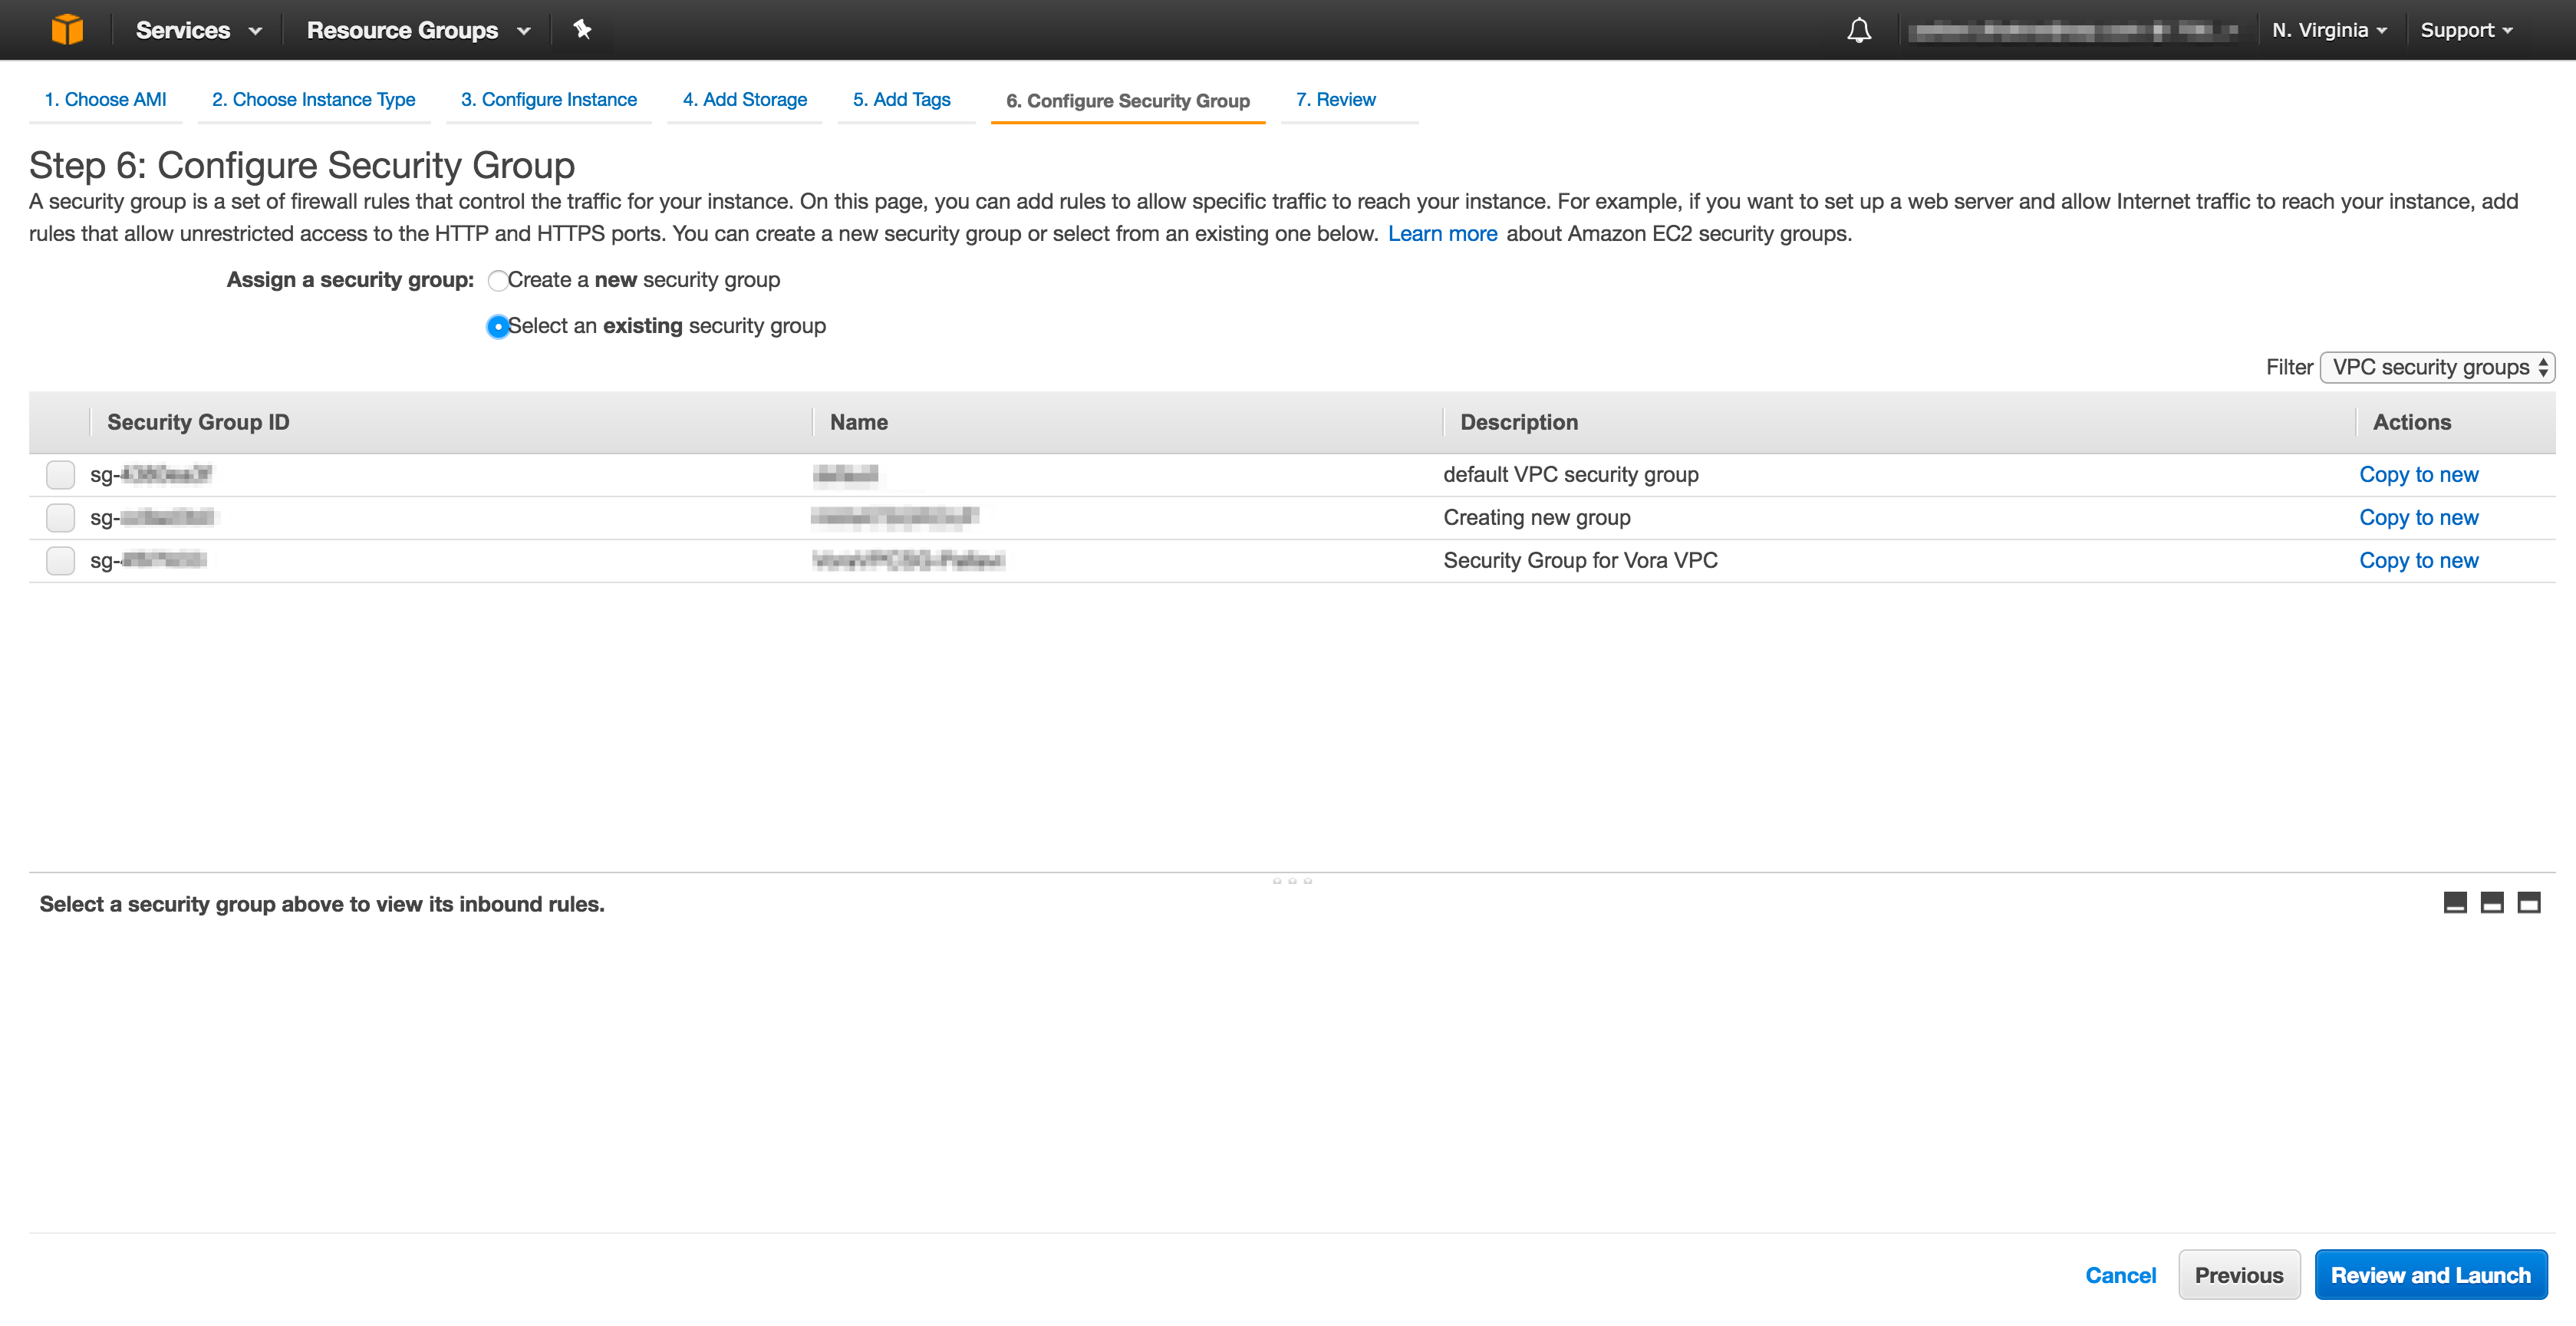 Services Resource Groups N. Virginia Support
1. Choose AMI 2. Choose Instance Type 3. Configure Instance 4. Add Storage 5. Add Tags 6. Configure Security Group 7. Review
Step 6: Configure Security Group
A security group is a set of firewall rules that control the traffic for your instance. On this page, you can add rules to allow specific traffic to reach your instance. For example, if you want to set up a web server and allow Internet traffic to reach your instance, add
rules that allow unrestricted access to the HTTP and HTTPS ports. You can create a new security group or select from an existing one below. Learn more about Amazon EC2 security groups.
Assign a security group: Create a new security group
Select an existing security group
Filter VPC security groups
Security Group ID Name Description Actions
sg- default VPC security group Copy to new
sg- Creating new group Copy to new
sg- Security Group for Vora VPC Copy to new
Select a security group above to view its inbound rules.
Cancel Previous Review and Launch